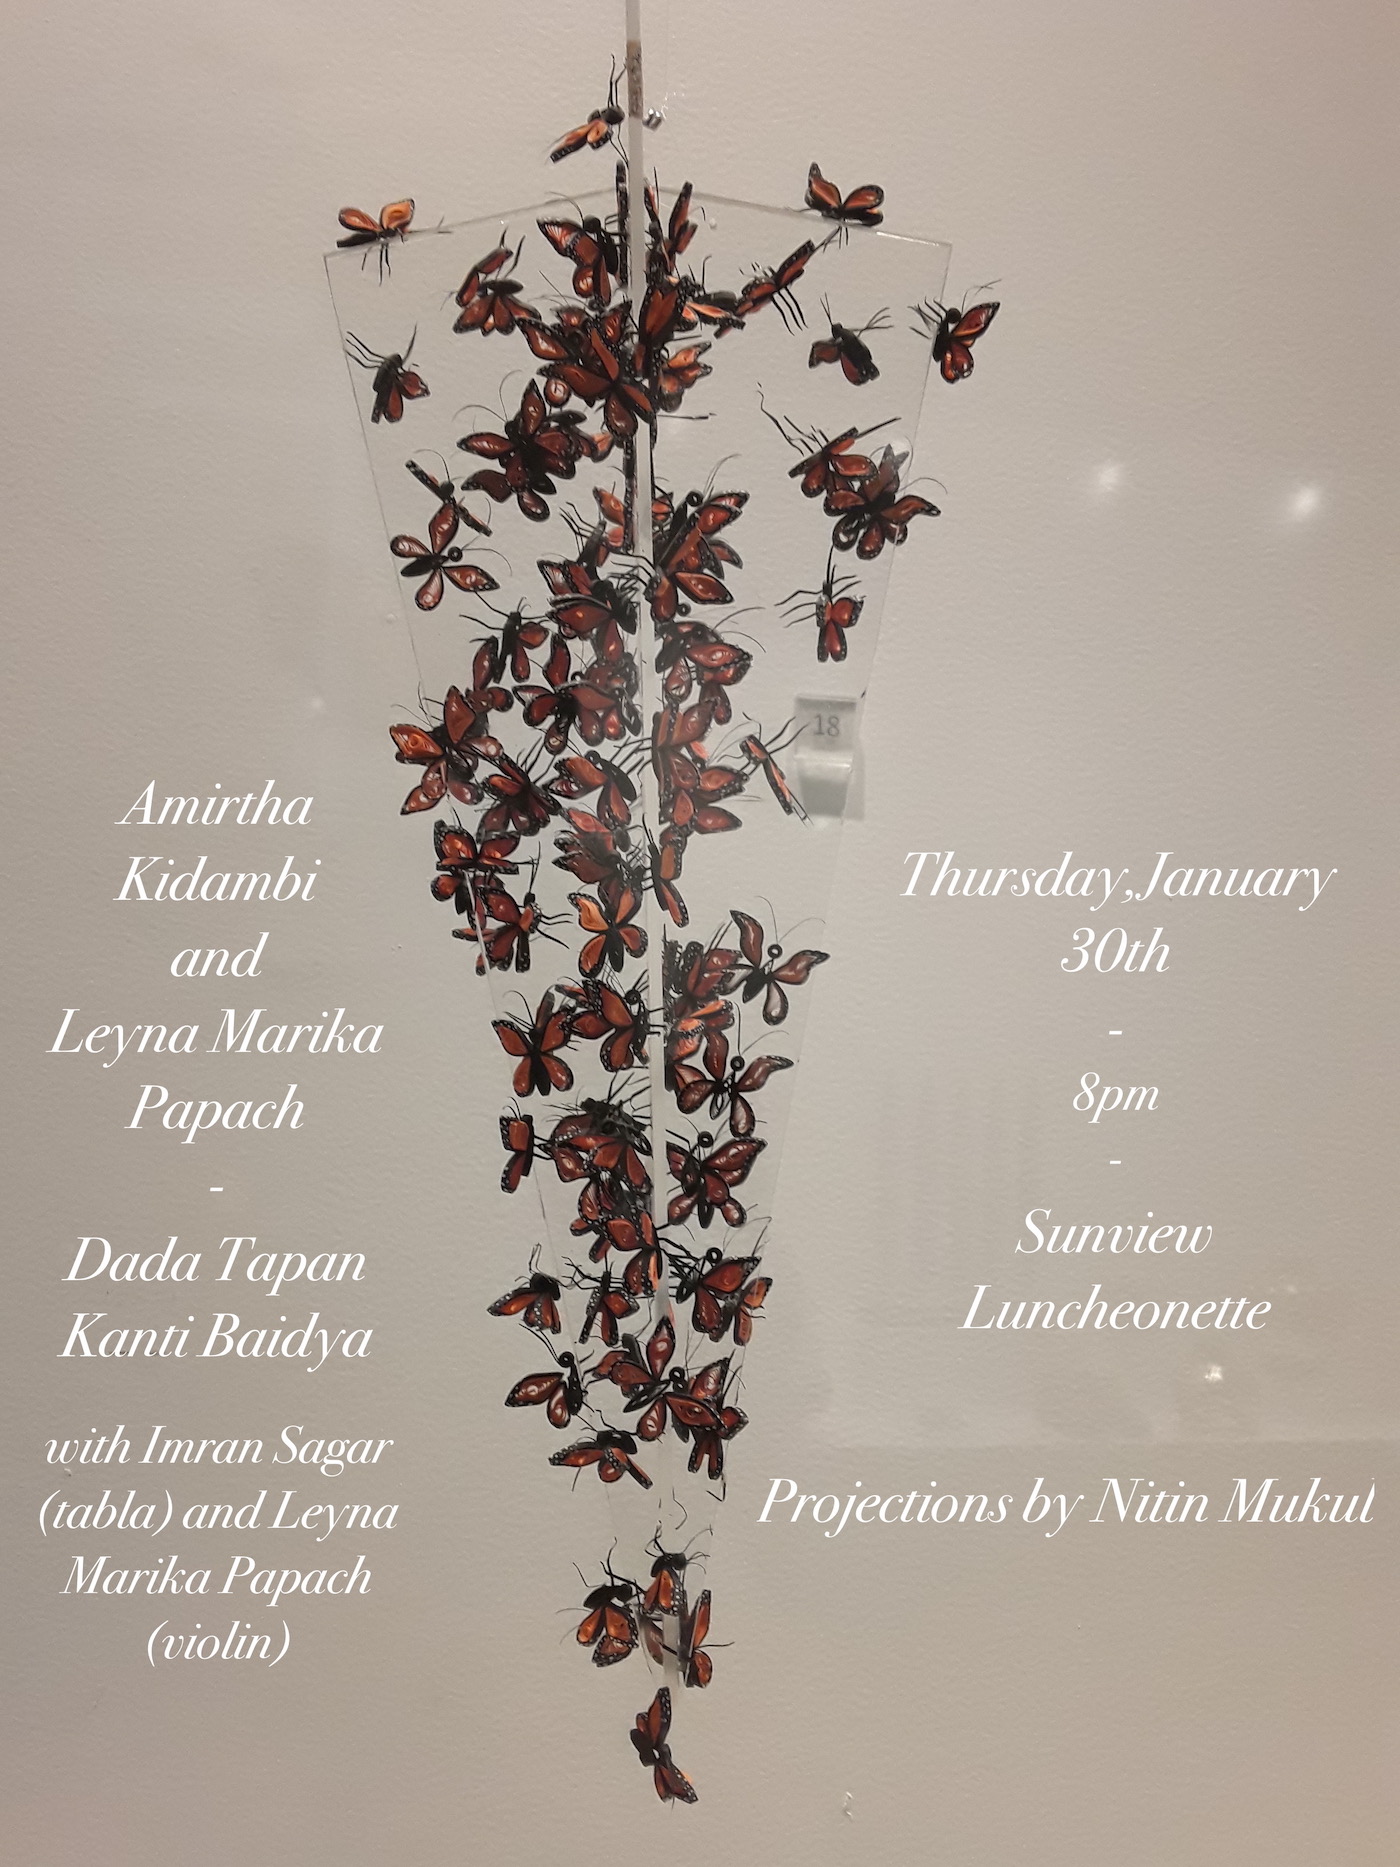 18
Amirtha
Kidambi
and
Leyna Marika
Papach
-
Dada Tapan
Kanti Baidya
with Imran Sagar
(tabla) and Leyna
Marika Papach
(violin)
Thursday,January
30th
-
8pm
-
Sunview
Luncheonette
Projections by Nitin Mukul